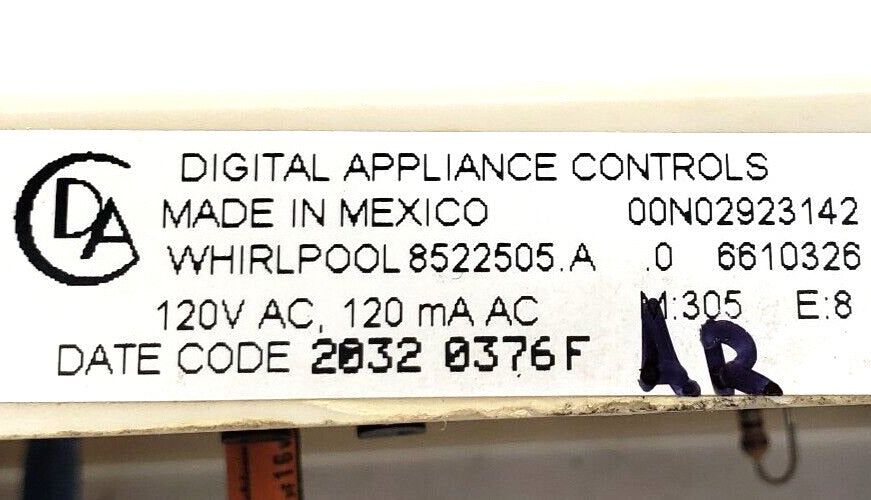 DA
DIGITAL APPLIANCE CONTROLS
MADE IN MEXICO 00N02923142
WHIRLPOOL 8522505.A .0 6610326
120V AC, 120 mA AC M:305 E:8
DATE CODE 2032 0376F
AR
16V